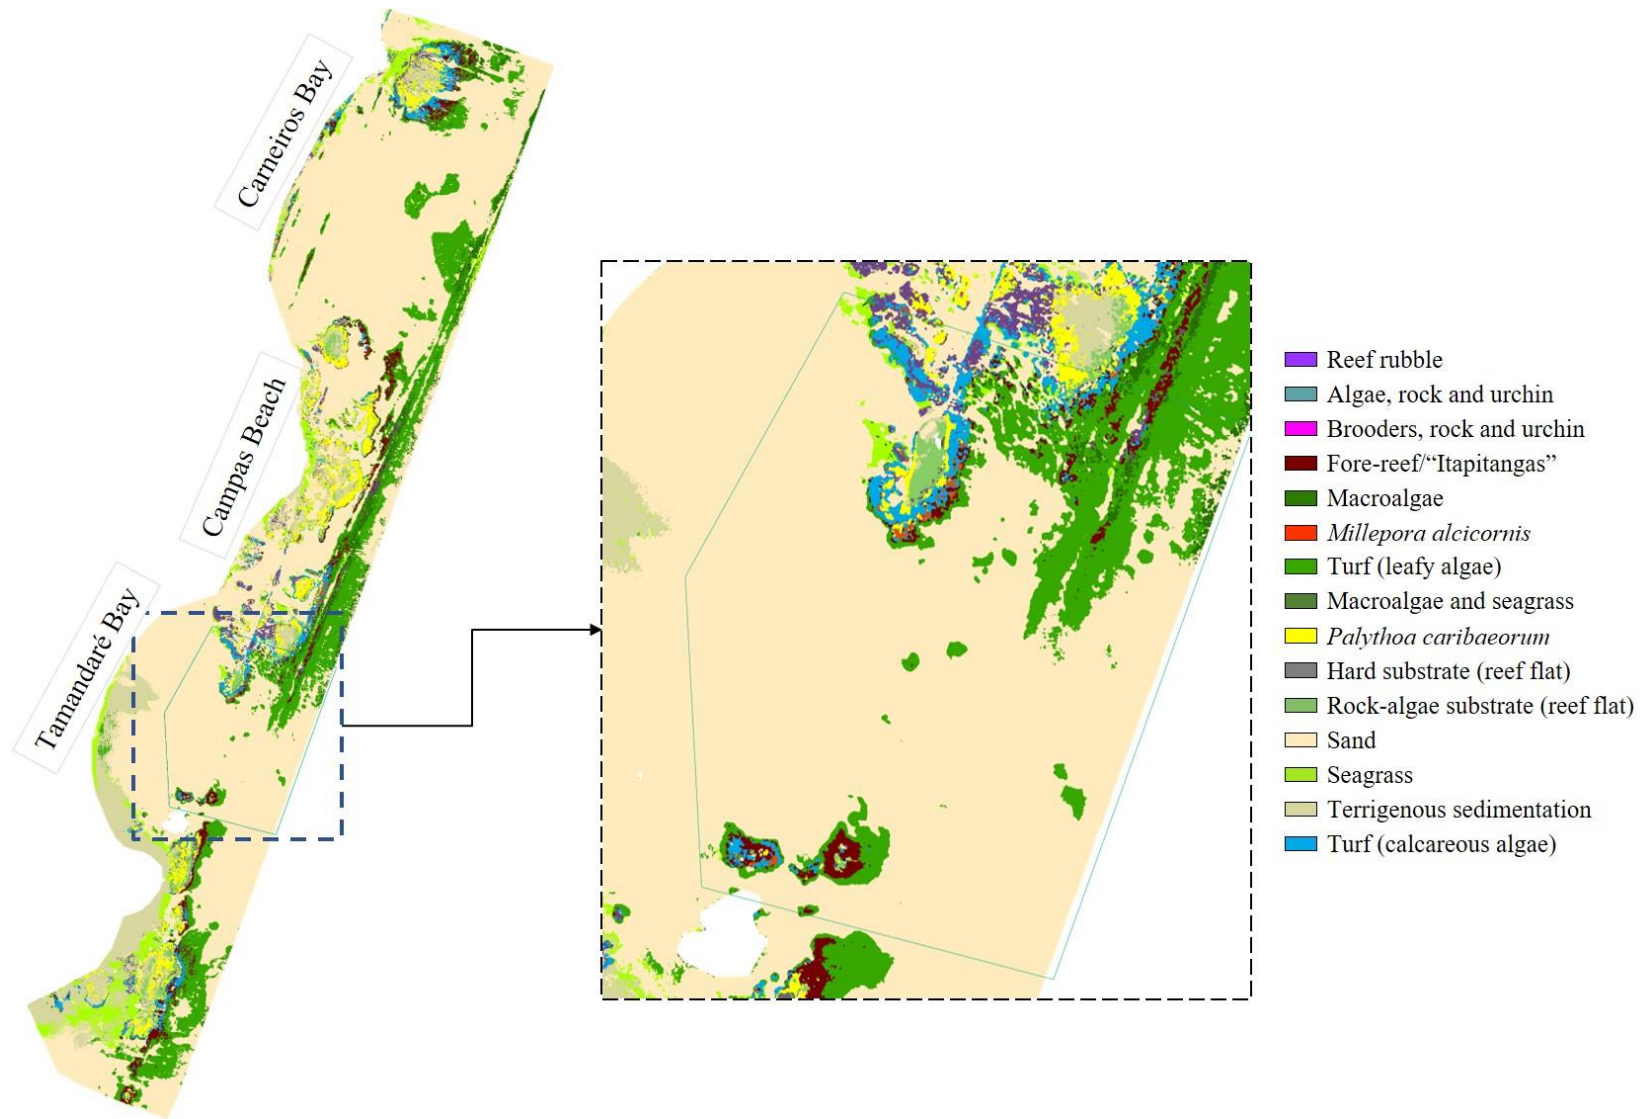 Carneiros Bay
Campas Beach
Tamandaré Bay
Reef rubble
Algae, rock and urchin
Brooders, rock and urchin
Fore-reef/“Itapitangas”
Macroalgae
Millepora alcicornis
Turf (leafy algae)
Macroalgae and seagrass
Palythoa caribaeorum
Hard substrate (reef flat)
Rock-algae substrate (reef flat)
Sand
Seagrass
Terrigenous sedimentation
Turf (calcareous algae)